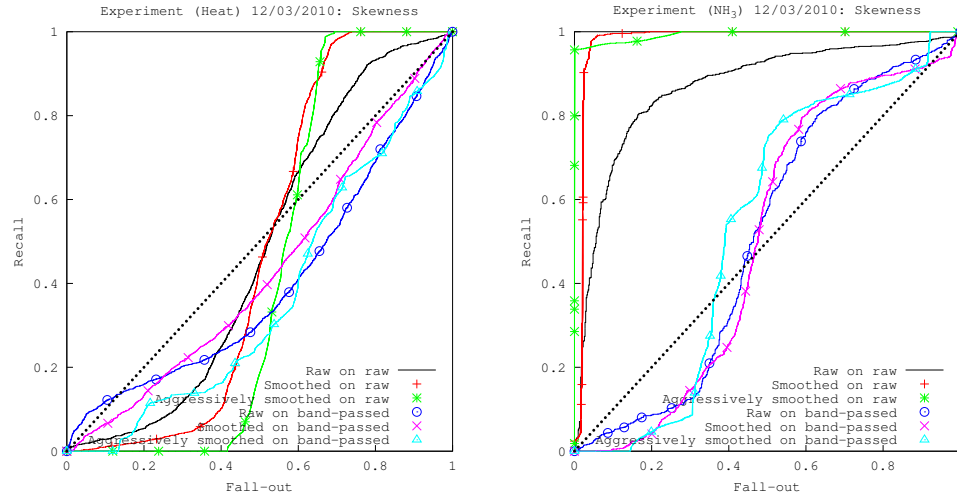 Experiment (Heat) 12/03/2010: Skewness
1
0.8
0.6
0.4
0.2
0
Recall
Raw on raw
Smoothed on raw
Aggressively smoothed on raw
Raw on band-passed
Smoothed on band-passed
Aggressively smoothed on band-passed
0 0.2 0.4 0.6 0.8 1
Fall-out
Experiment (NH3) 12/03/2010: Skewness
1
0.8
0.6
0.4
0.2
0
Recall
Raw on raw
Smoothed on raw
Aggressively smoothed on raw
Raw on band-passed
Smoothed on band-passed
Aggressively smoothed on band-passed
0 0.2 0.4 0.6 0.8
Fall-out